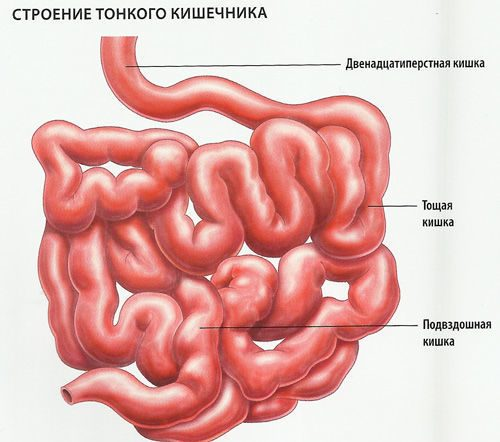 СТРОЕНИЕ ТОНКОГО КИШЕЧНИКА
Двенадцатиперстная кишка
Тощая
кишка
Подвздошная
кишка